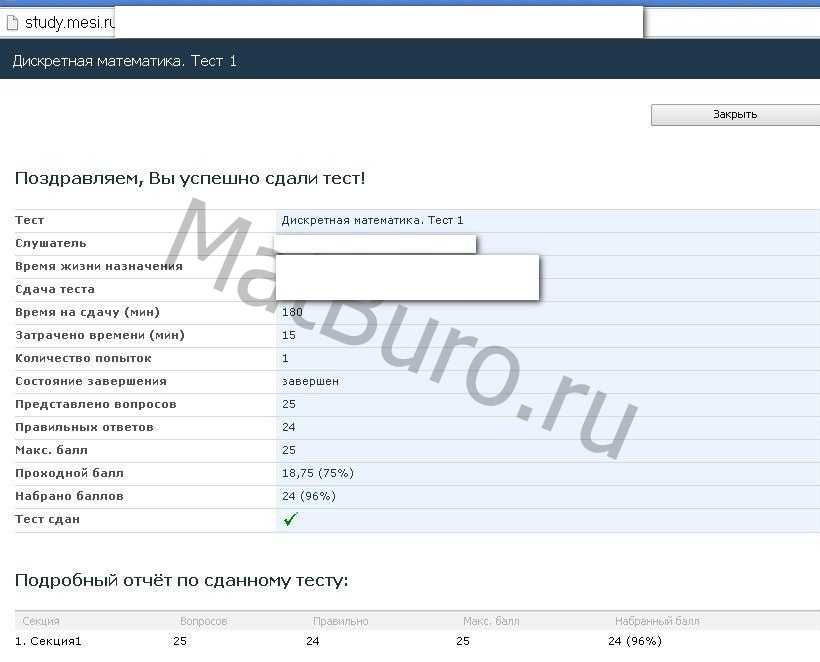 study.mesi.ru
Дискретная математика. Тест 1
Закрыть
Поздравляем, Вы успешно сдали тест!
Тест Дискретная математика. Тест 1
Слушатель
Время жизни назначения
Сдача теста
Время на сдачу (мин) 180
Затрачено времени (мин) 15
Количество попыток 1
Состояние завершения завершен
Представлено вопросов 25
Правильных ответов 24
Макс. балл 25
Проходной балл 18,75 (75%)
Набрано баллов 24 (96%)
Тест сдан
MatBuro.ru
Подробный отчёт по сданному тесту:
Секция Вопросов Правильно Макс. балл Набранный балл
1. Секция1 25 24 25 24 (96%)